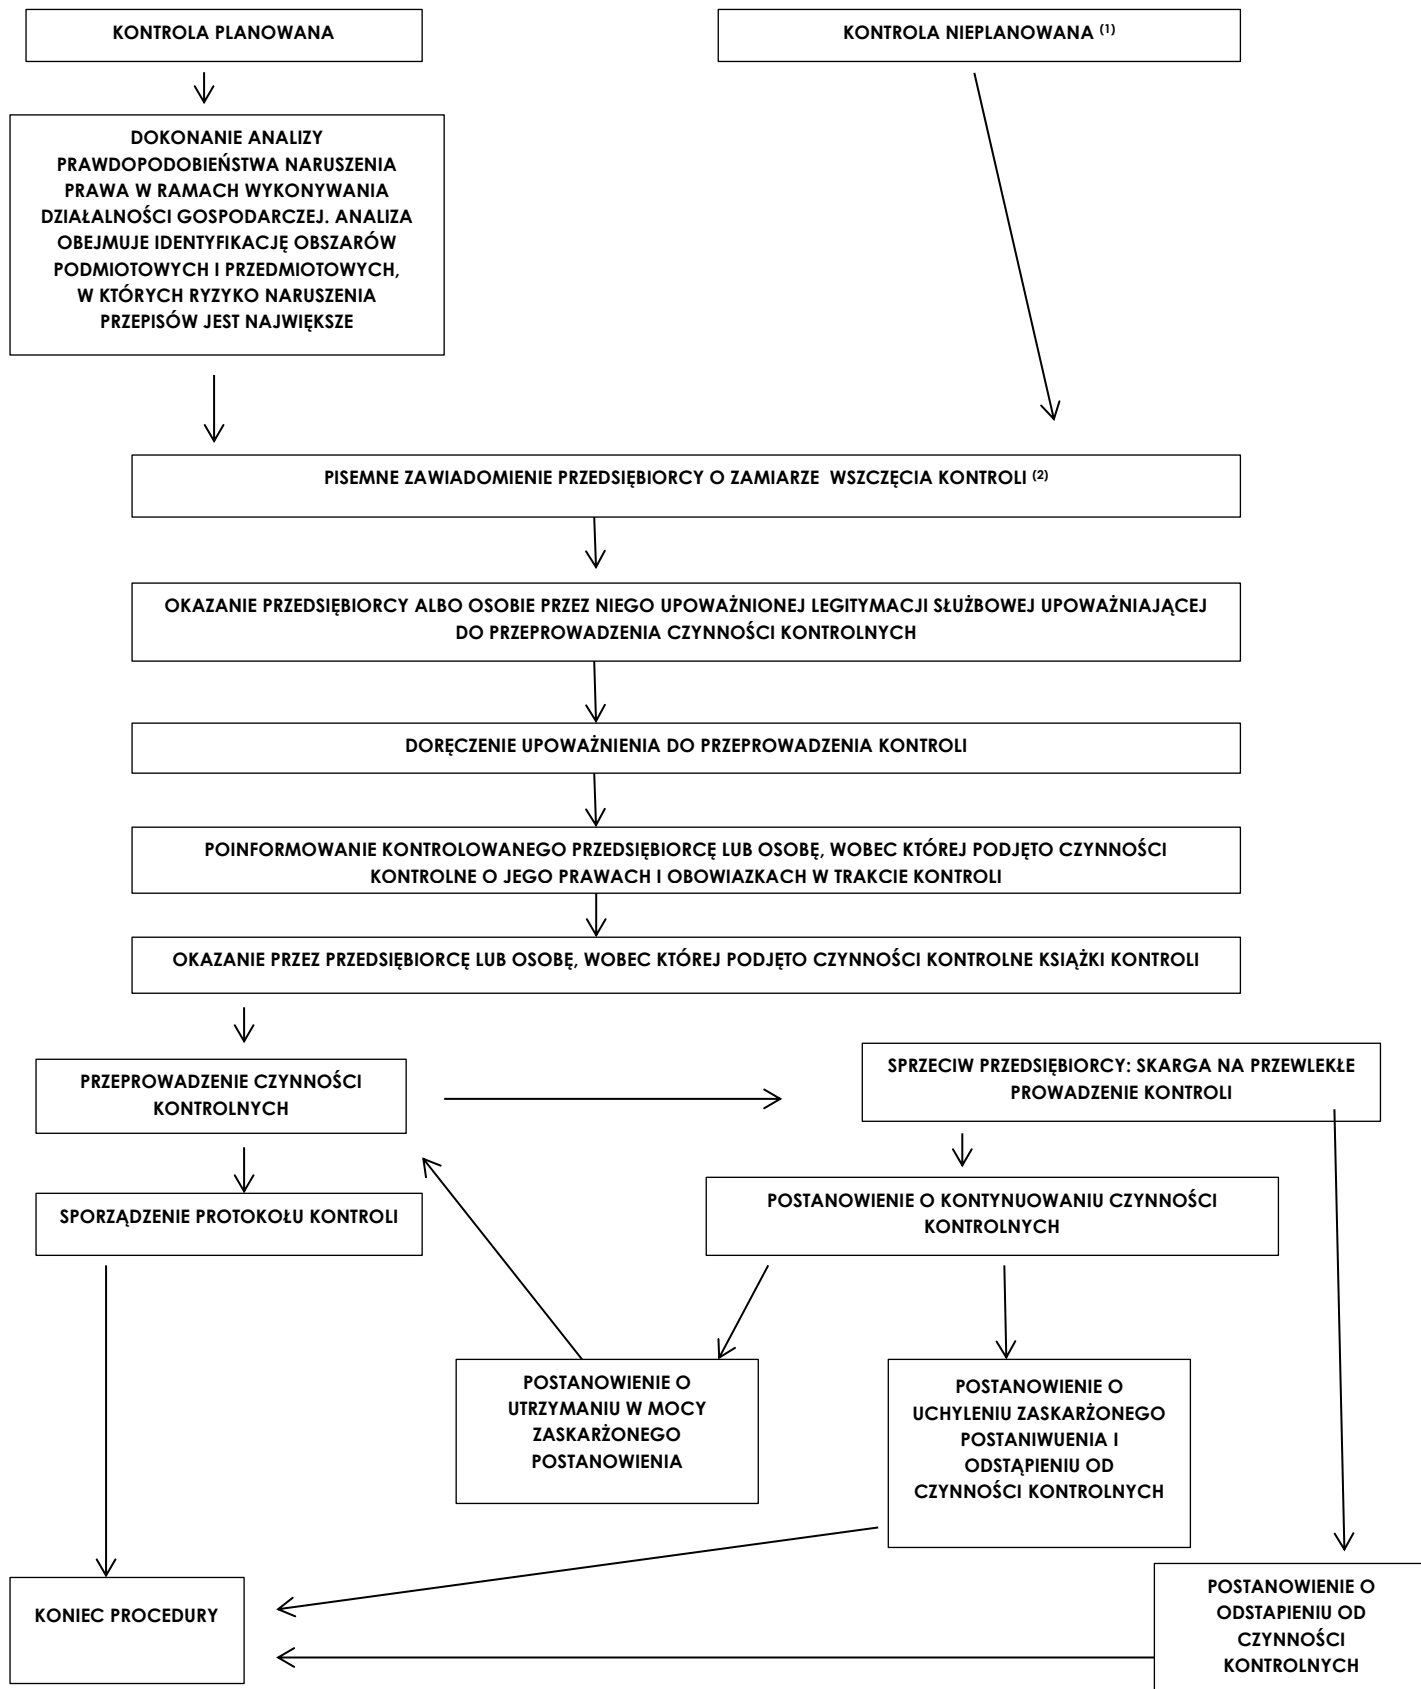 KONTROLA PLANOWANA
KONTROLA NIEPLANOWANA (1)
DOKONANIE ANALIZY
PRAWDOPODOBIEŃSTWA NARUSZENIA
PRAWA W RAMACH WYKONYWANIA
DZIAŁALNOŚCI GOSPODARCZEJ. ANALIZA
OBEJMUJE IDENTYFIKACJĘ OBSZARÓW
PODMIOTOWYCH I PRZEDMIOTOWYCH,
W KTÓRYCH RYZYKO NARUSZENIA
PRZEPISÓW JEST NAJWIĘKSZE
PISEMNE ZAWIADOMIENIE PRZEDSIĘBIORCY O ZAMIARZE WSZCZĘCIA KONTROLI (2)
OKAZANIE PRZEDSIĘBIORCY ALBO OSOBIE PRZEZ NIEGO UPOWAŻNIONEJ LEGITYMACJI SŁUŻBOWEJ UPOWAŻNIAJĄCEJ
DO PRZEPROWADZENIA CZYNNOŚCI KONTROLNYCH
DORĘCZENIE UPOWAŻNIENIA DO PRZEPROWADZENIA KONTROLI
POINFORMOWANIE KONTROLOWANEGO PRZEDSIĘBIORCĘ LUB OSOBĘ, WOBEC KTÓREJ PODJĘTO CZYNNOŚCI
KONTROLNE O JEGO PRAWACH I OBOWIAZKACH W TRAKCIE KONTROLI
OKAZANIE PRZEZ PRZEDSIĘBIORCĘ LUB OSOBĘ, WOBEC KTÓREJ PODJĘTO CZYNNOŚCI KONTROLNE KSIĄŻKI KONTROLI
PRZEPROWADZENIE CZYNNOŚCI
KONTROLNYCH
SPRZECIW PRZEDSIĘBIORCY: SKARGA NA PRZEWLEKŁE
PROWADZENIE KONTROLI
SPORZĄDZENIE PROTOKOŁU KONTROLI
POSTANOWIENIE O KONTYNUOWANIU CZYNNOŚCI
KONTROLNYCH
POSTANOWIENIE O
UTRZYMANIU W MOCY
ZASKARŻONEGO
POSTANOWIENIA
POSTANOWIENIE O
UCHYLENIU ZASKARŻONEGO
POSTANIWUENIA I
ODSTĄPIENIU OD
CZYNNOŚCI KONTROLNYCH
KONIEC PROCEDURY
POSTANOWIENIE O
ODSTAPIENIU OD
CZYNNOŚCI
KONTROLNYCH